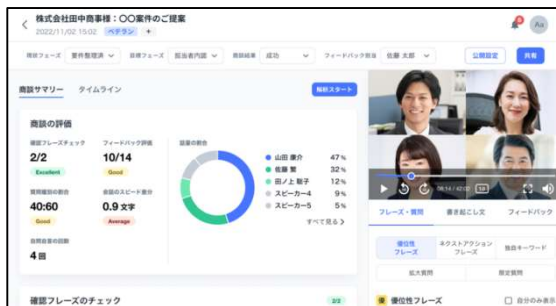 株式会社田中商事様：〇〇案件のご提案
2022/11/02 15:02 ベテラン +
現状フェーズ 要件整理済 目標フェーズ 担当者内諾 商談結果 成功 フィードバック担当 佐藤 太郎 公開設定 共有
Aa
商談サマリー タイムライン 解析スタート
商談の評価
確認フレーズチェック フィードバック評価 話量の割合
2/2 10/14
Excellent Good
質問種別の割合 会話のスピード差分
40:60 0.9 文字
Good Average
自問自答の回数
4 回
山田 康介 47%
佐藤 繁 32%
田ノ上 聡子 12%
スピーカー4 9%
スピーカー5 5%
すべて見る
確認フレーズのチェック 2/2
08:14 / 42:02 1.0
フレーズ・質問 書き起こし文 フィードバック
優位性
フレーズ
ネクストアクション
フレーズ
独自キーワード
拡大質問 限定質問
優 優位性フレーズ 自分のみ表示